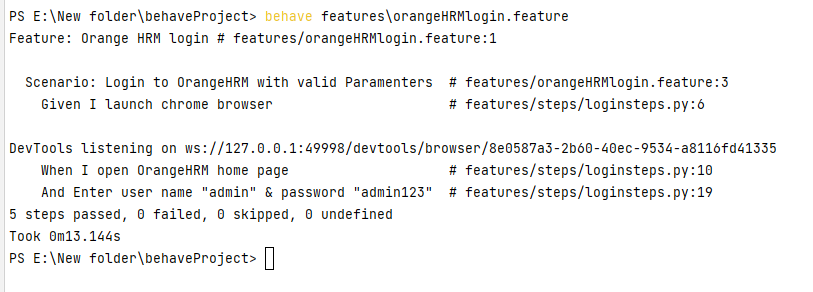 PS E:\New folder\behaveProject> behave features\orangeHRMlogin.feature
Feature: Orange HRM login # features/orangeHRMlogin.feature:1
Scenario: Login to OrangeHRM with valid Paramenters # features/orangeHRMlogin.feature:3
Given I launch chrome browser # features/steps/loginsteps.py:6
DevTools listening on ws://127.0.0.1:49998/devtools/browser/8e0587a3-2b60-40ec-9534-a8116fd41335
When I open OrangeHRM home page # features/steps/loginsteps.py:10
And Enter user name "admin" & password "admin123" # features/steps/loginsteps.py:19
5 steps passed, 0 failed, 0 skipped, 0 undefined
Took 0m13.144s
PS E:\New folder\behaveProject>